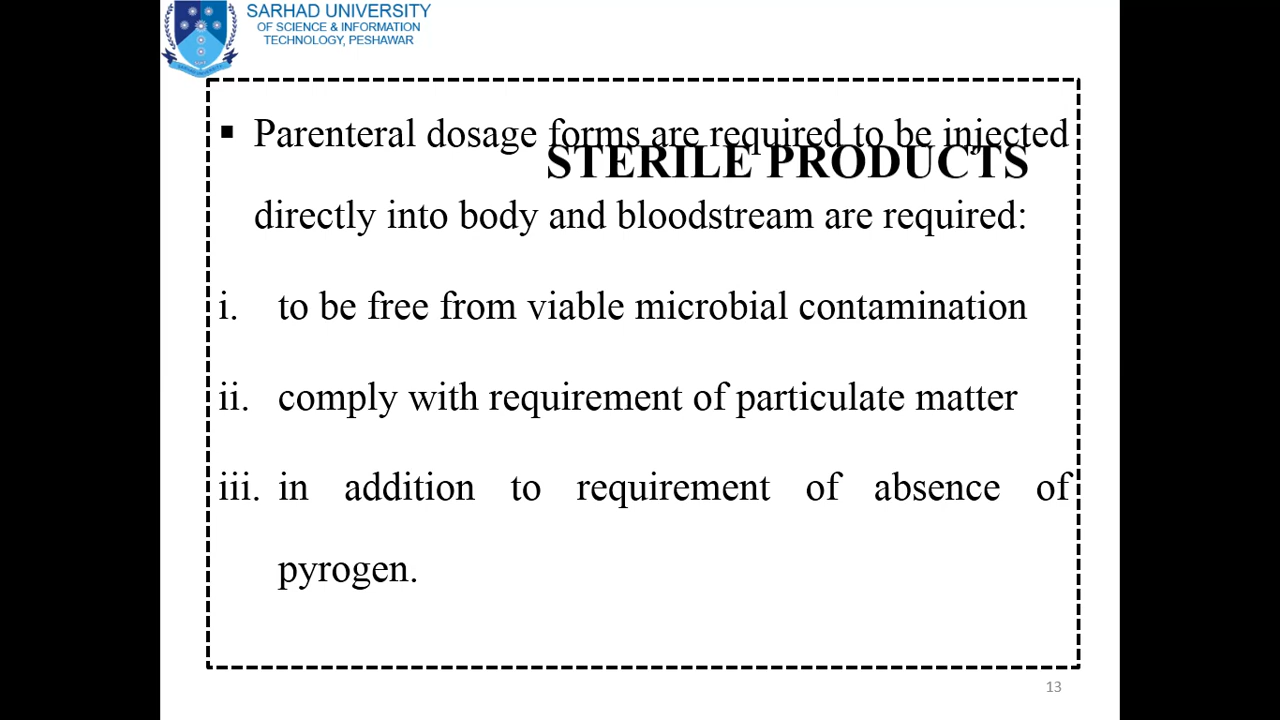 SARHAD UNIVERSITY
OF SCIENCE & INFORMATION
TECHNOLOGY, PESHAWAR
▪ Parenteral dosage forms are required to be injected
STERILE PRODUCTS
directly into body and bloodstream are required:
i. to be free from viable microbial contamination
ii. comply with requirement of particulate matter
iii. in addition to requirement of absence of
pyrogen.
13